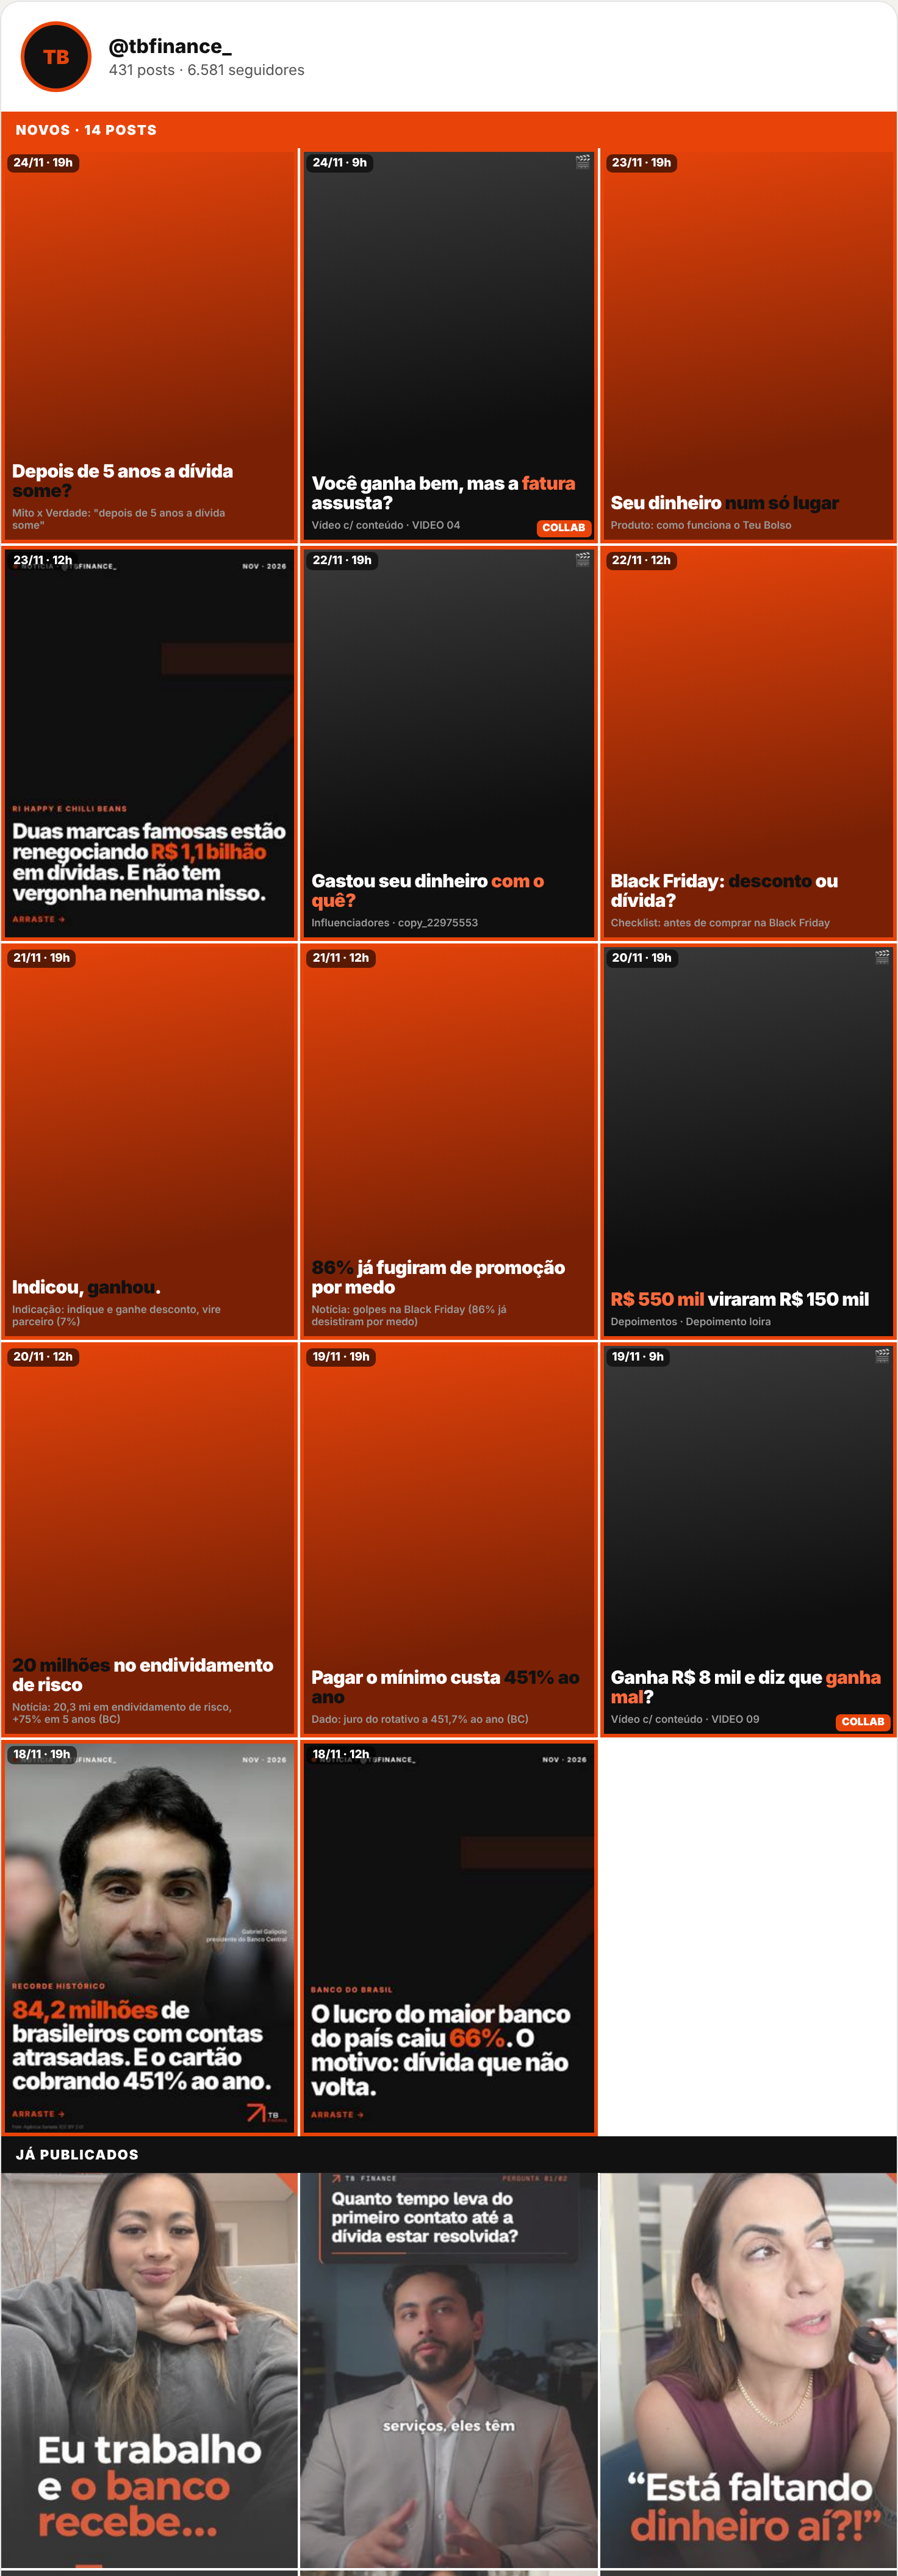 TB
@tbfinance_
431 posts · 6.581 seguidores
NOVOS · 14 POSTS
24/11 · 19h
Depois de 5 anos a dívida
some?
Mito x Verdade: "depois de 5 anos a dívida
some"
24/11 · 9h
Você ganha bem, mas a fatura
assusta?
Vídeo c/ conteúdo · VIDEO 04
COLLAB
23/11 · 19h
Seu dinheiro num só lugar
Produto: como funciona o Teu Bolso
23/11 · 12h
NOV · 2026
RI HAPPY E CHILLI BEANS
Duas marcas famosas estão
renegociando R$ 1,1 bilhão
em dívidas. E não tem
vergonha nenhuma nisso.
ARRASTE →
22/11 · 19h
Gastou seu dinheiro com o
quê?
Influenciadores · copy_22975553
22/11 · 12h
Black Friday: desconto ou
dívida?
Checklist: antes de comprar na Black Friday
21/11 · 19h
Indicou, ganhou.
Indicação: indique e ganhe desconto, vire
parceiro (7%)
21/11 · 12h
86% já fugiram de promoção
por medo
Notícia: golpes na Black Friday (86% já
desistiram por medo)
20/11 · 19h
R$ 550 mil viraram R$ 150 mil
Depoimentos · Depoimento loira
20/11 · 12h
20 milhões no endividamento
de risco
Notícia: 20,3 mi em endividamento de risco,
+75% em 5 anos (BC)
19/11 · 19h
Pagar o mínimo custa 451% ao
ano
Dado: juro do rotativo a 451,7% ao ano (BC)
19/11 · 9h
Ganha R$ 8 mil e diz que ganha
mal?
Vídeo c/ conteúdo · VIDEO 09
COLLAB
18/11 · 19h
NOV · 2026
Gabriel Galípolo
presidente do Banco Central
RECORDE HISTÓRICO
84,2 milhões de
brasileiros com contas
atrasadas. E o cartão
cobrando 451% ao ano.
ARRASTE →
TB
18/11 · 12h
NOV · 2026
BANCO DO BRASIL
O lucro do maior banco
do país caiu 66%. O
motivo: dívida que não
volta.
ARRASTE →
JÁ PUBLICADOS
Eu trabalho
e o banco
recebe...
TB FINANCE
PERGUNTA 01/02
Quanto tempo leva do
primeiro contato até a
dívida estar resolvida?
serviços, eles têm
“Está faltando
dinheiro aí?!”